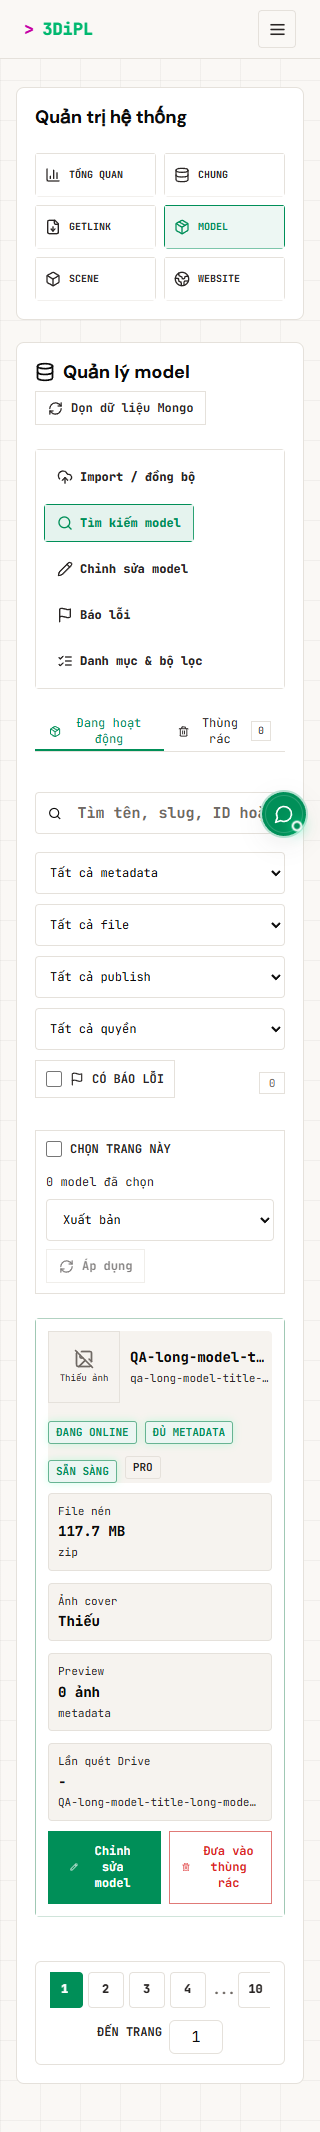 > 3DiPL
Quản trị hệ thống
TỔNG QUAN
CHUNG
GETLINK
MODEL
SCENE
WEBSITE
Quản lý model
Dọn dữ liệu Mongo
Import / đồng bộ
Tìm kiếm model
Chỉnh sửa model
Báo lỗi
Danh mục & bộ lọc
Đang hoạt
động
Thùng
rác
0
Tìm tên, slug, ID hoặ
Tất cả metadata
Tất cả file
Tất cả publish
Tất cả quyền
CÓ BÁO LỖI
0
CHỌN TRANG NÀY
0 model đã chọn
Xuất bản
Áp dụng
Thiếu ảnh
QA-long-model-t…
qa-long-model-title-…
ĐANG ONLINE
ĐỦ METADATA
SẴN SÀNG
PRO
File nén
117.7 MB
zip
Ảnh cover
Thiếu
Preview
0 ảnh
metadata
Lần quét Drive
-
QA-long-model-title-long-mode…
Chỉnh
sửa
model
Đưa vào
thùng
rác
1 2 3 4 ... 10
ĐẾN TRANG 1